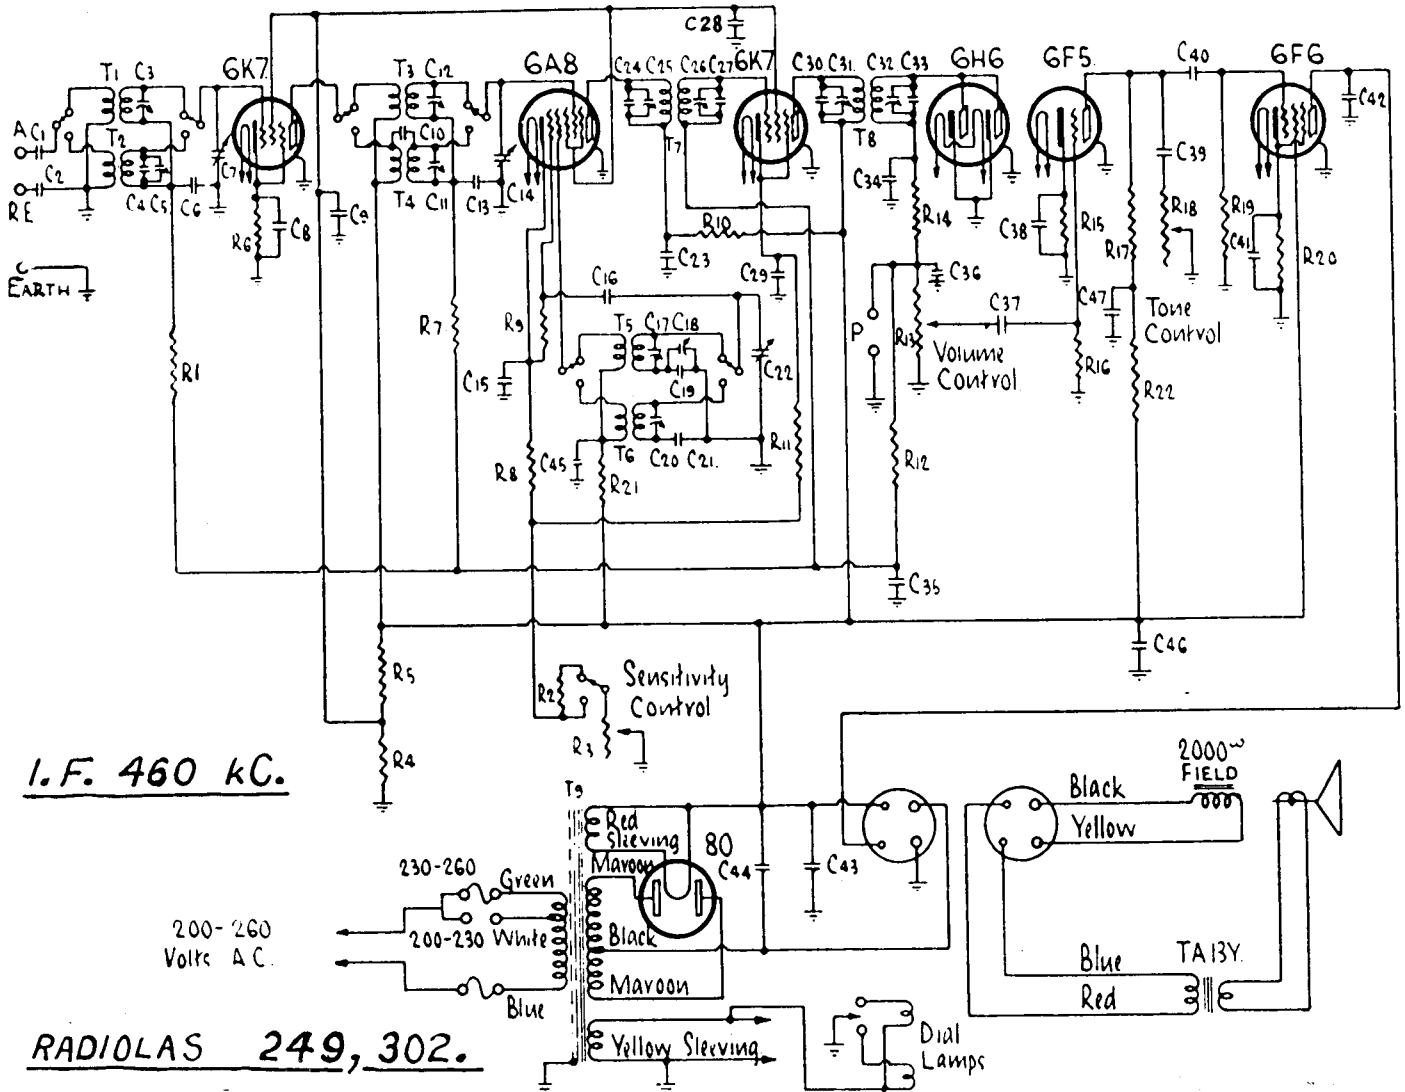 C28
T1 C3
6K7
T3 C12
6A8
C24 C25 C26 C27
6K7
C30 C31 C32 C33
6H6
6F5
C40
6F6
A C1
T2
C7
C10
C14
T7
T8
C39
C42
C2
RE
C4 C5 C6
R6
C8
C9
T4 C11 C13
R10
C34
R14
C38
R15
R17
R18
R19
C41
R20
EARTH
C23
C29
C36
C16
C37
C47
Tone
Control
R1
R7
R9
T5 C17 C18
C22
P
R13
Volume
Control
R16
R22
C15
C19
R8
C45
T6
C20 C21.
R11
R12
R21
C35
C46
R5
R2
Sensitivity
Control
R3
R4
I.F. 460 kC.
2000~
FIELD
Black
Yellow
T9
Red
Sleeving
80
Maroon
C44
C43
230-260
Green
200-260
Volts A.C.
200-230 White
Black
Blue
Maroon
Blue
Red
TA13Y.
RADIOLAS 249, 302.
Yellow Sleeving
Dial
Lamps